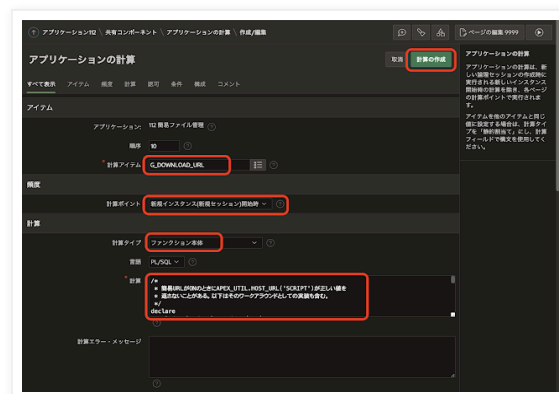 アプリケーション112 \ 共有コンポーネント \ アプリケーションの計算 \ 作成/編集
ページの編集 9999
アプリケーションの計算
取消
計算の作成
すべて表示 アイテム 頻度 計算 認可 条件 構成 コメント
アイテム
アプリケーション: 112 簡易ファイル管理
順序 10
* 計算アイテム G_DOWNLOAD_URL
頻度
計算ポイント 新規インスタンス(新規セッション)開始時
計算
計算タイプ ファンクション本体
言語 PL/SQL
* 計算 /*
* 簡易URLがONのときにAPEX_UTIL.HOST_URL('SCRIPT')が正しい値を
* 返さないことがある。以下はそのワークアラウンドとしての実装も含む。
*/
declare
計算エラー・メッセージ
アプリケーションの計算
アプリケーションの計算は、新しい論理セッションの作成時に実行される新しいインスタンス開始時の計算を除き、各ページの計算ポイントで実行されます。
アイテムを他のアイテムと同じ値に設定する場合は、計算タイプを「静的割当て」にし、計算フィールドで構文を使用してください。